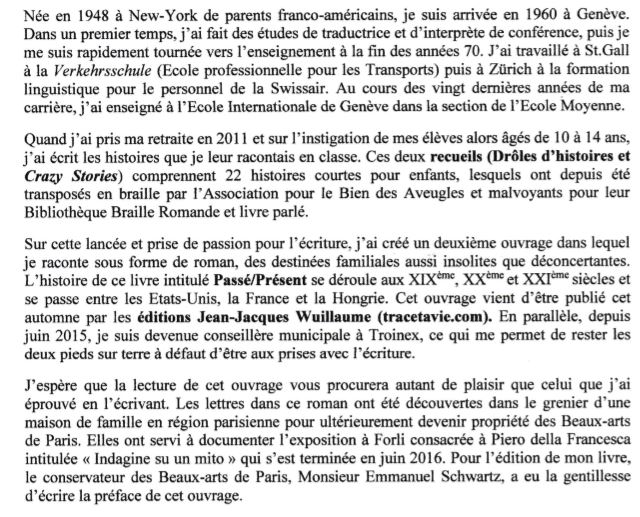 Née en 1948 à New-York de parents franco-américains, je suis arrivée en 1960 à Genève.
Dans un premier temps, j'ai fait des études de traductrice et d'interprète de conférence, puis je
me suis rapidement tournée vers l'enseignement à la fin des années 70. J'ai travaillé à St.Gall
à la Verkehrsschule (Ecole professionnelle pour les Transports) puis à Zürich à la formation
linguistique pour le personnel de la Swissair. Au cours des vingt dernières années de ma
carrière, j'ai enseigné à l'Ecole Internationale de Genève dans la section de l'Ecole Moyenne.
Quand j'ai pris ma retraite en 2011 et sur l'instigation de mes élèves alors âgés de 10 à 14 ans,
j'ai écrit les histoires que je leur racontais en classe. Ces deux recueils (Drôles d'histoires et
Crazy Stories) comprennent 22 histoires courtes pour enfants, lesquels ont depuis été
transposés en braille par l'Association pour le Bien des Aveugles et malvoyants pour leur
Bibliothèque Braille Romande et livre parlé.
Sur cette lancée et prise de passion pour l'écriture, j'ai créé un deuxième ouvrage dans lequel
je raconte sous forme de roman, des destinées familiales aussi insolites que déconcertantes.
L'histoire de ce livre intitulé Passé/Présent se déroule aux XIXème, XXème et XXIème siècles et
se passe entre les Etats-Unis, la France et la Hongrie. Cet ouvrage vient d'être publié cet
automne par les éditions Jean-Jacques Wuillaume (tracetavie.com). En parallèle, depuis
juin 2015, je suis devenue conseillère municipale à Troinex, ce qui me permet de rester les
deux pieds sur terre à défaut d'être aux prises avec l'écriture.
J'espère que la lecture de cet ouvrage vous procurera autant de plaisir que celui que j'ai
éprouvé en l'écrivant. Les lettres dans ce roman ont été découvertes dans le grenier d'une
maison de famille en région parisienne pour ultérieurement devenir propriété des Beaux-arts
de Paris. Elles ont servi à documenter l'exposition à Forli consacrée à Piero della Francesca
intitulée « Indagine su un mito » qui s'est terminée en juin 2016. Pour l'édition de mon livre,
le conservateur des Beaux-arts de Paris, Monsieur Emmanuel Schwartz, a eu la gentillesse
d'écrire la préface de cet ouvrage.